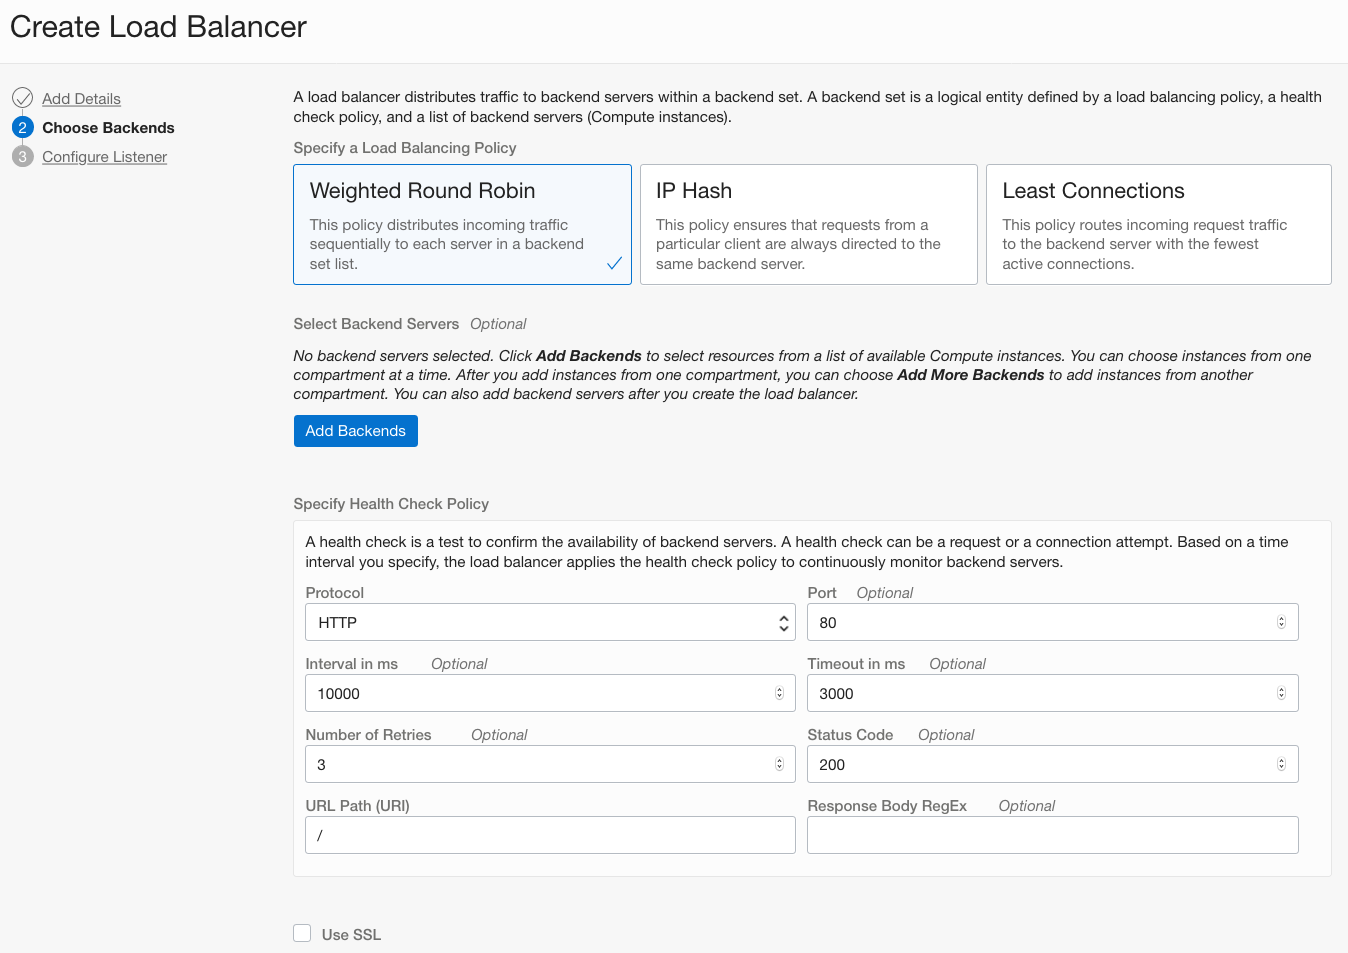 Create Load Balancer
Add Details
2 Choose Backends
3 Configure Listener
A load balancer distributes traffic to backend servers within a backend set. A backend set is a logical entity defined by a load balancing policy, a health
check policy, and a list of backend servers (Compute instances).
Specify a Load Balancing Policy
Weighted Round Robin
This policy distributes incoming traffic
sequentially to each server in a backend
set list.
IP Hash
This policy ensures that requests from a
particular client are always directed to the
same backend server.
Least Connections
This policy routes incoming request traffic
to the backend server with the fewest
active connections.
Select Backend Servers Optional
No backend servers selected. Click Add Backends to select resources from a list of available Compute instances. You can choose instances from one
compartment at a time. After you add instances from one compartment, you can choose Add More Backends to add instances from another
compartment. You can also add backend servers after you create the load balancer.
Add Backends
Specify Health Check Policy
A health check is a test to confirm the availability of backend servers. A health check can be a request or a connection attempt. Based on a time
interval you specify, the load balancer applies the health check policy to continuously monitor backend servers.
Protocol
HTTP
Port Optional
80
Interval in ms Optional
10000
Timeout in ms Optional
3000
Number of Retries Optional
3
Status Code Optional
200
URL Path (URI)
/
Response Body RegEx Optional
Use SSL